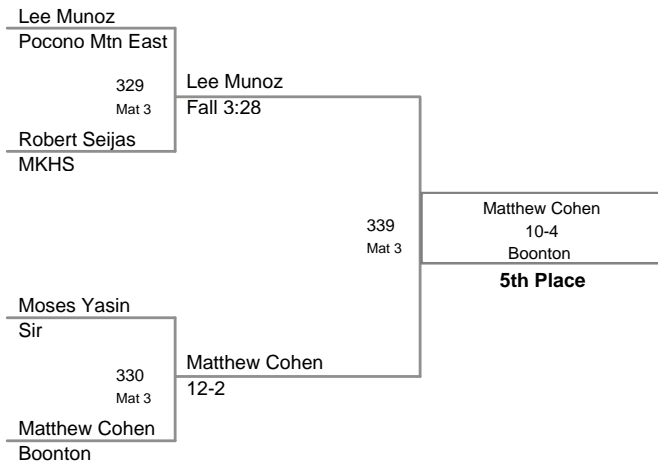 Lee Munoz
Pocono Mtn East
329
Mat 3
Lee Munoz
Fall 3:28
Robert Seijas
MKHS
339
Mat 3
Matthew Cohen
10-4
Boonton
5th Place
Moses Yasin
Sir
330
Mat 3
Matthew Cohen
12-2
Matthew Cohen
Boonton